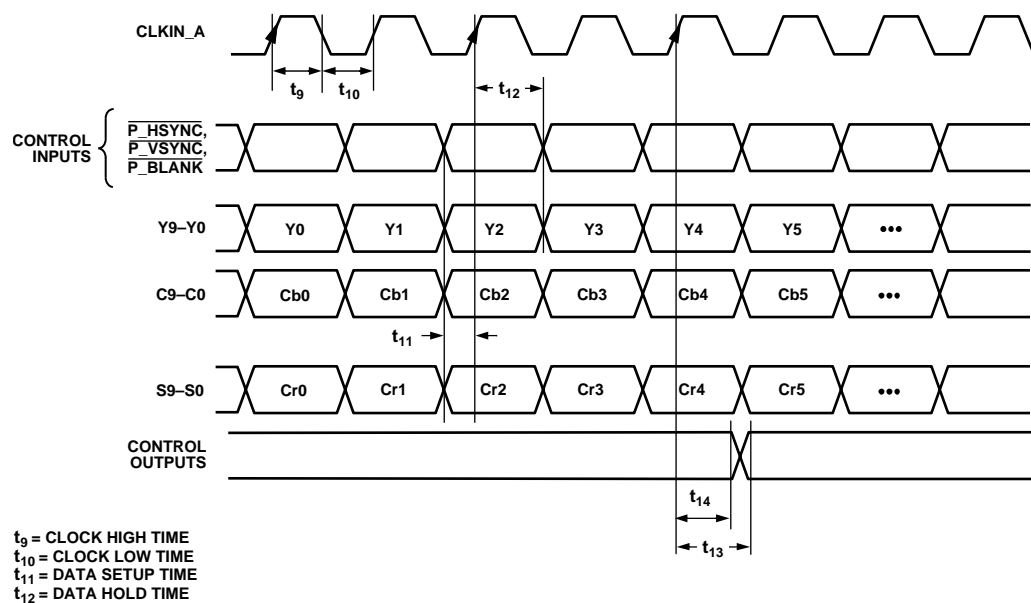 CLKIN_A
t9
t10
t12
CONTROL INPUTS
P_HSYNC,
P_VSYNC,
P_BLANK
Y9–Y0
Y0
Y1
Y2
Y3
Y4
Y5
•••
C9–C0
Cb0
Cb1
Cb2
Cb3
Cb4
Cb5
•••
t11
S9–S0
Cr0
Cr1
Cr2
Cr3
Cr4
Cr5
•••
CONTROL
OUTPUTS
t14
t13
t9 = CLOCK HIGH TIME
t10 = CLOCK LOW TIME
t11 = DATA SETUP TIME
t12 = DATA HOLD TIME